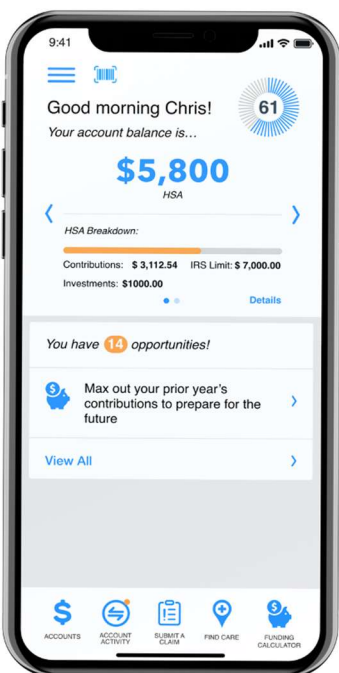 9:41
Good morning Chris!
61
Your account balance is...
$5,800
HSA
HSA Breakdown:
Contributions: $ 3,112.54 IRS Limit: $ 7,000.00
Investments: $1000.00
Details
You have 14 opportunities!
Max out your prior year's
contributions to prepare for the
future
View All
ACCOUNTS
ACCOUNT
ACTIVITY
SUBMIT A
CLAIM
FIND CARE
FUNDING
CALCULATOR